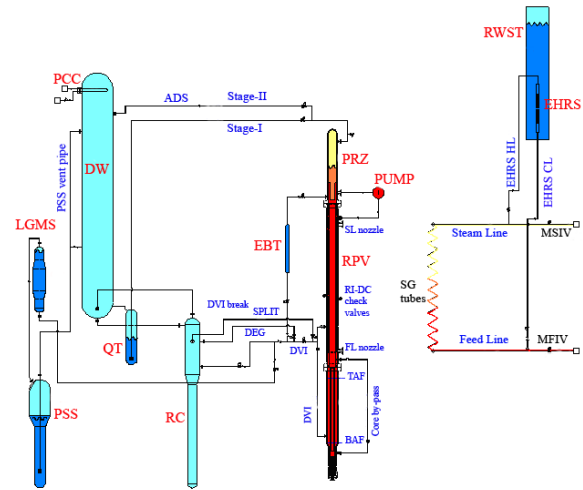 RWST
PCC
ADS
Stage-II
EHRS
Stage-I
PRZ
EHRS HL
EHRS CL
PSS vent pipe
DW
PUMP
LGMS
SL nozzle
Steam Line
MSIV
EBT
RPV
SG
tubes
RI-DC
check
valves
DVI break
SPLIT
DEG
QT
DVI
FL nozzle
Feed Line
MFIV
TAF
PSS
RC
DVI
Core by-pass
BAF